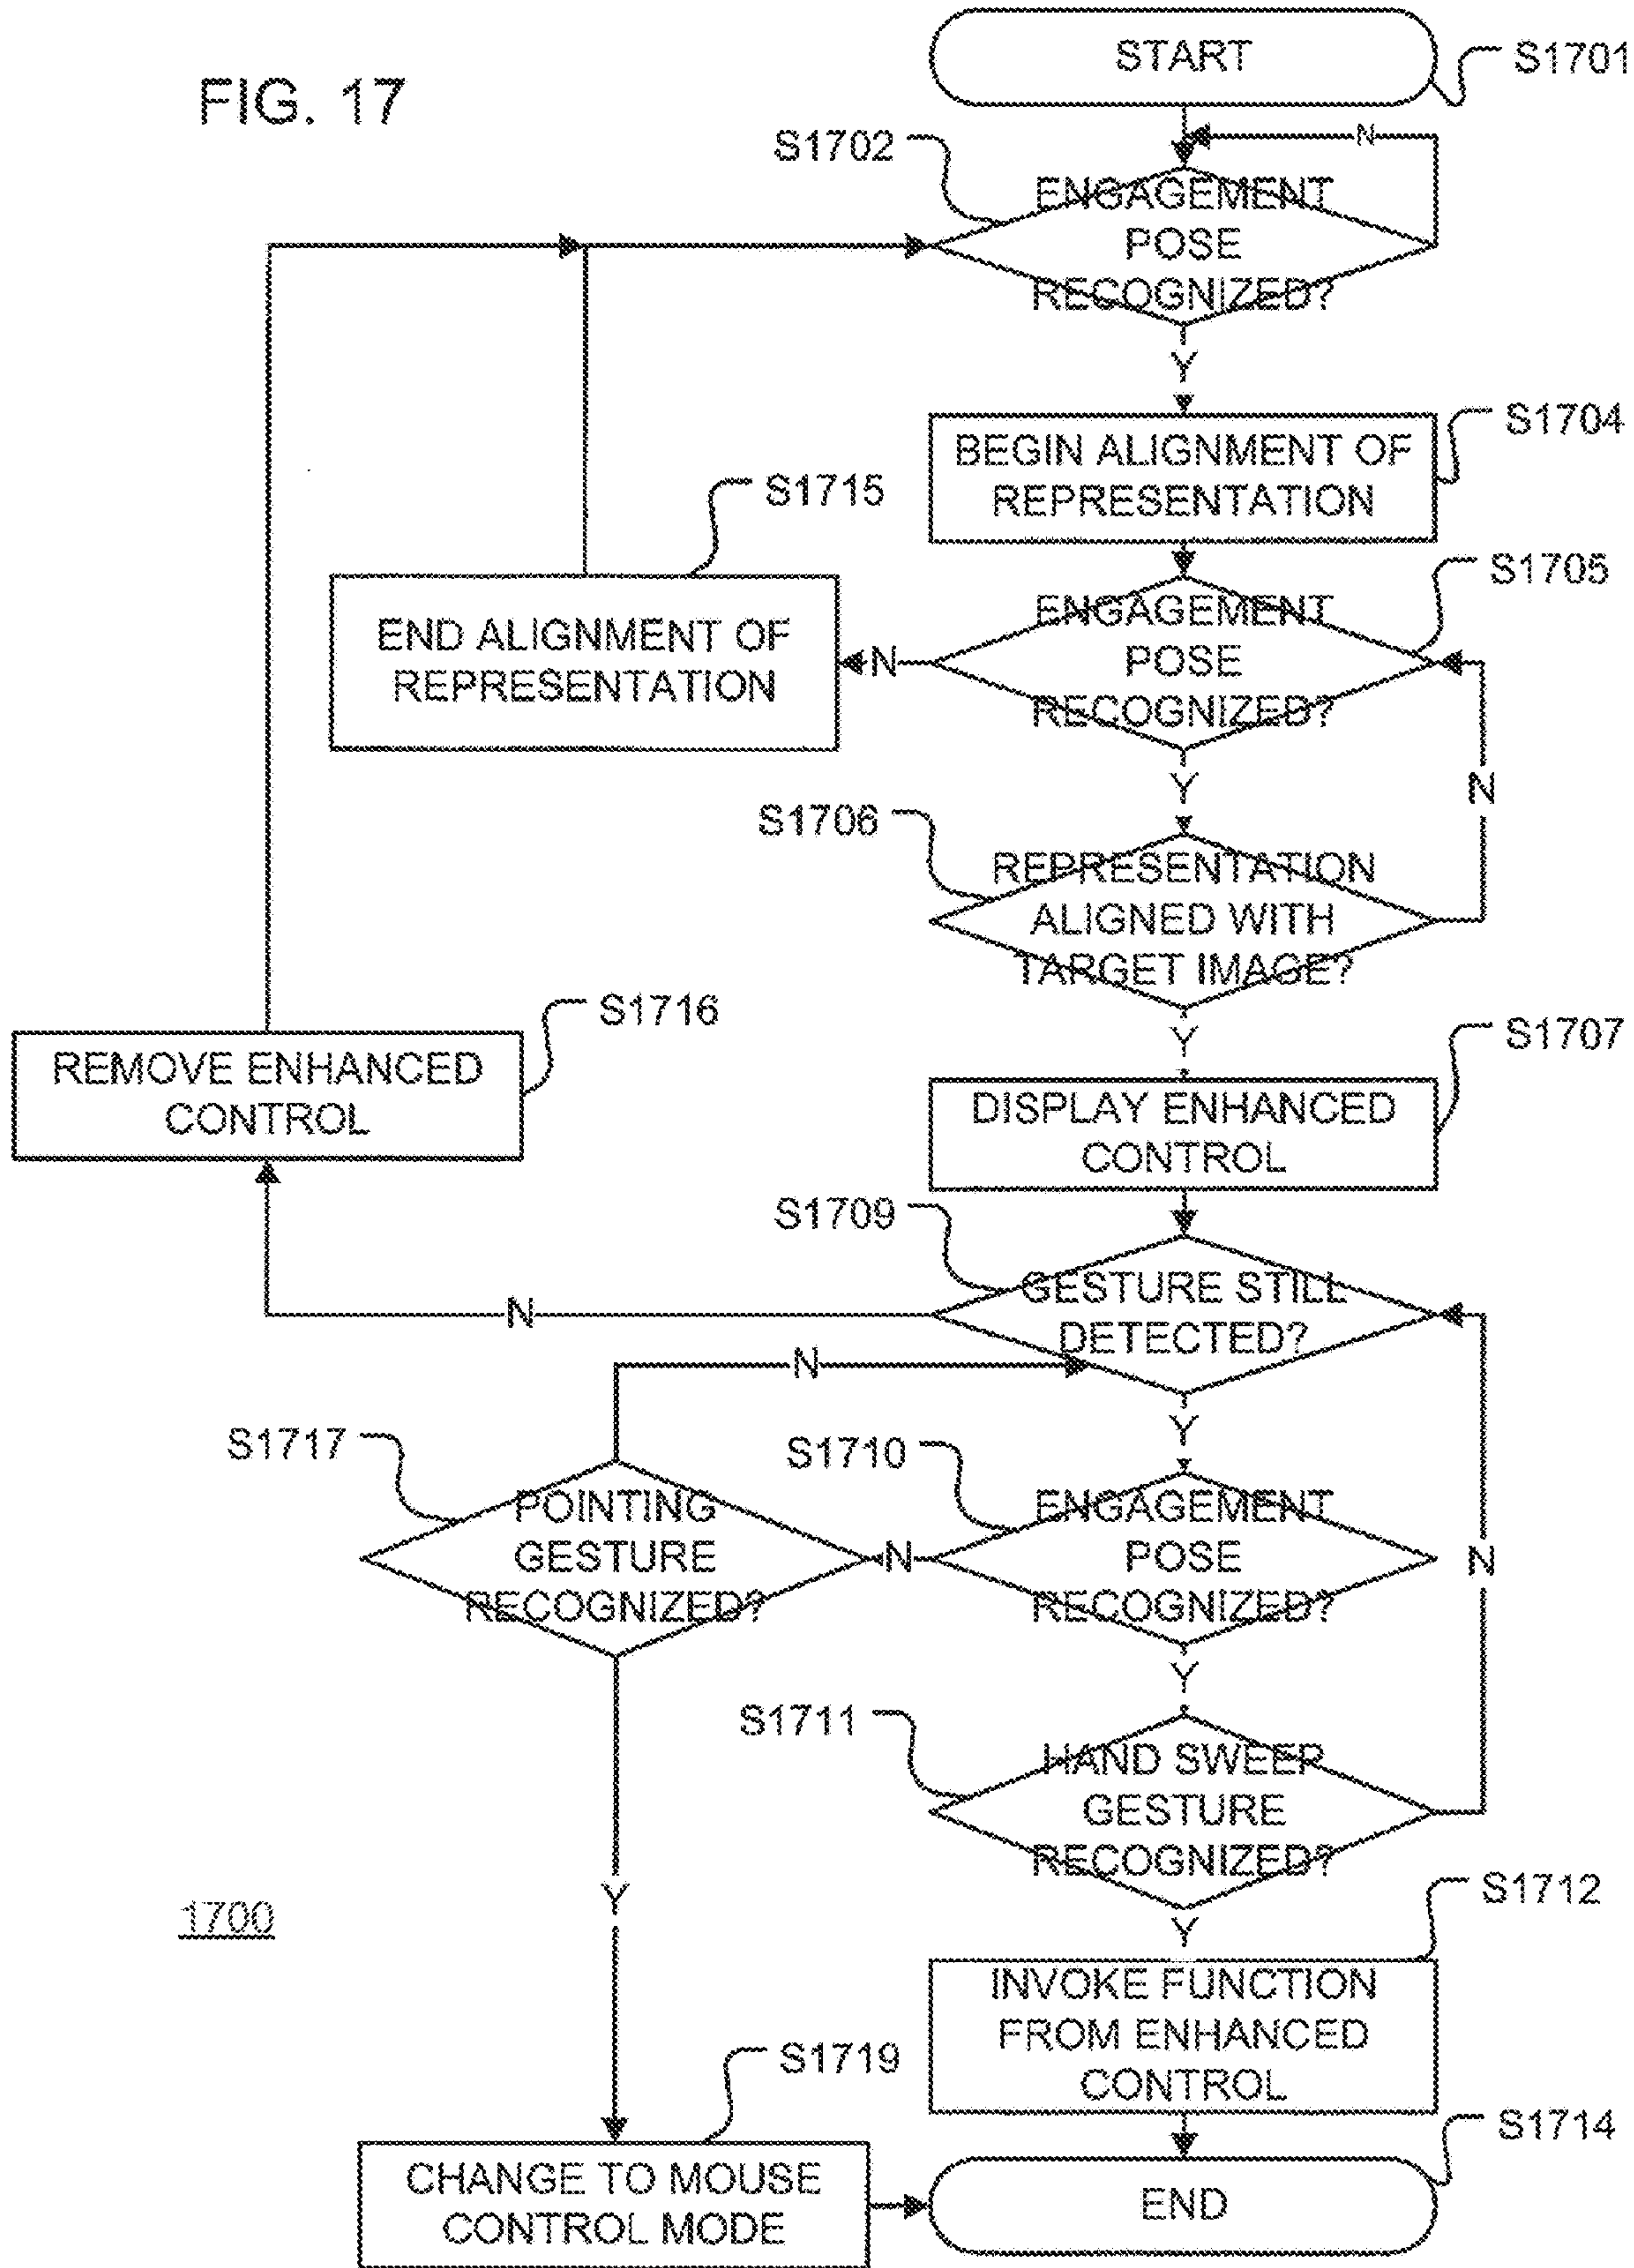 FIG. 17
START
S1701
N
S1702
ENGAGEMENT
POSE
RECOGNIZED?
Y
S1704
BEGIN ALIGNMENT OF
REPRESENTATION
S1715
END ALIGNMENT OF
REPRESENTATION
S1705
ENGAGEMENT
POSE
RECOGNIZED?
N
Y
N
S1706
REPRESENTATION
ALIGNED WITH
TARGET IMAGE?
Y
S1716
REMOVE ENHANCED
CONTROL
S1707
DISPLAY ENHANCED
CONTROL
S1709
GESTURE STILL
DETECTED?
N
N
Y
S1717
POINTING
GESTURE
RECOGNIZED?
S1710
ENGAGEMENT
POSE
RECOGNIZED?
N
N
Y
S1711
HAND SWEEP
GESTURE
RECOGNIZED?
Y
Y
1700
S1712
INVOKE FUNCTION
FROM ENHANCED
CONTROL
S1719
CHANGE TO MOUSE
CONTROL MODE
S1714
END